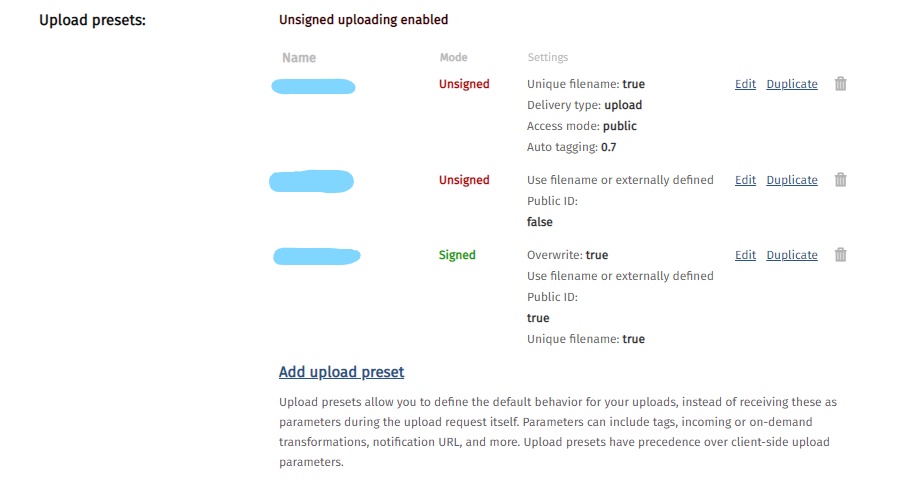 Upload presets:
Unsigned uploading enabled
Name Mode Settings
Unsigned Unique filename: true Edit Duplicate
Delivery type: upload
Access mode: public
Auto tagging: 0.7
Unsigned Use filename or externally defined Edit Duplicate
Public ID:
false
Signed Overwrite: true Edit Duplicate
Use filename or externally defined
Public ID:
true
Unique filename: true
Add upload preset
Upload presets allow you to define the default behavior for your uploads, instead of receiving these as
parameters during the upload request itself. Parameters can include tags, incoming or on-demand
transformations, notification URL, and more. Upload presets have precedence over client-side upload
parameters.